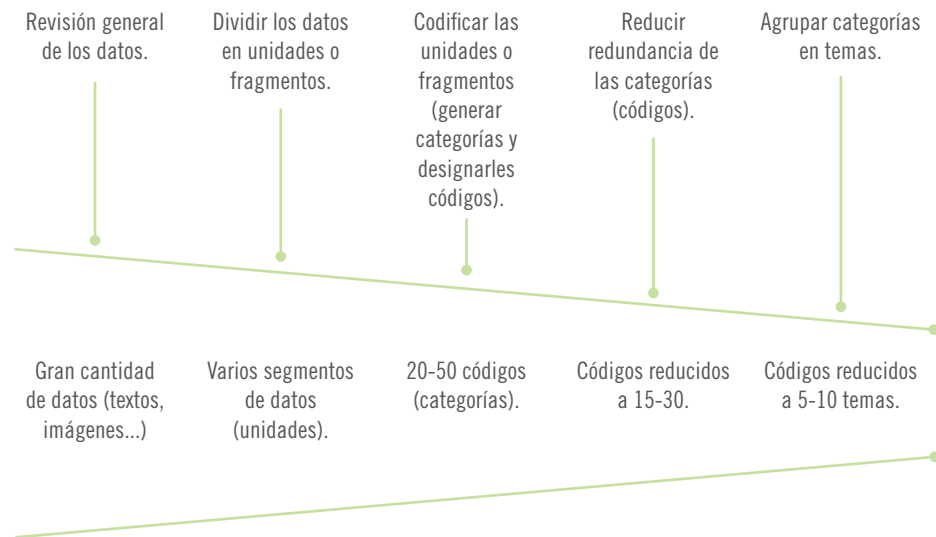 Revisión general
de los datos.
Dividir los datos
en unidades o
fragmentos.
Codificar las
unidades o
fragmentos
(generar
categorías y
designarles
códigos).
Reducir
redundancia de
las categorías
(códigos).
Agrupar categorías
en temas.
Gran cantidad
de datos (textos,
imágenes...)
Varios segmentos
de datos
(unidades).
20-50 códigos
(categorías).
Códigos reducidos
a 15-30.
Códigos reducidos
a 5-10 temas.